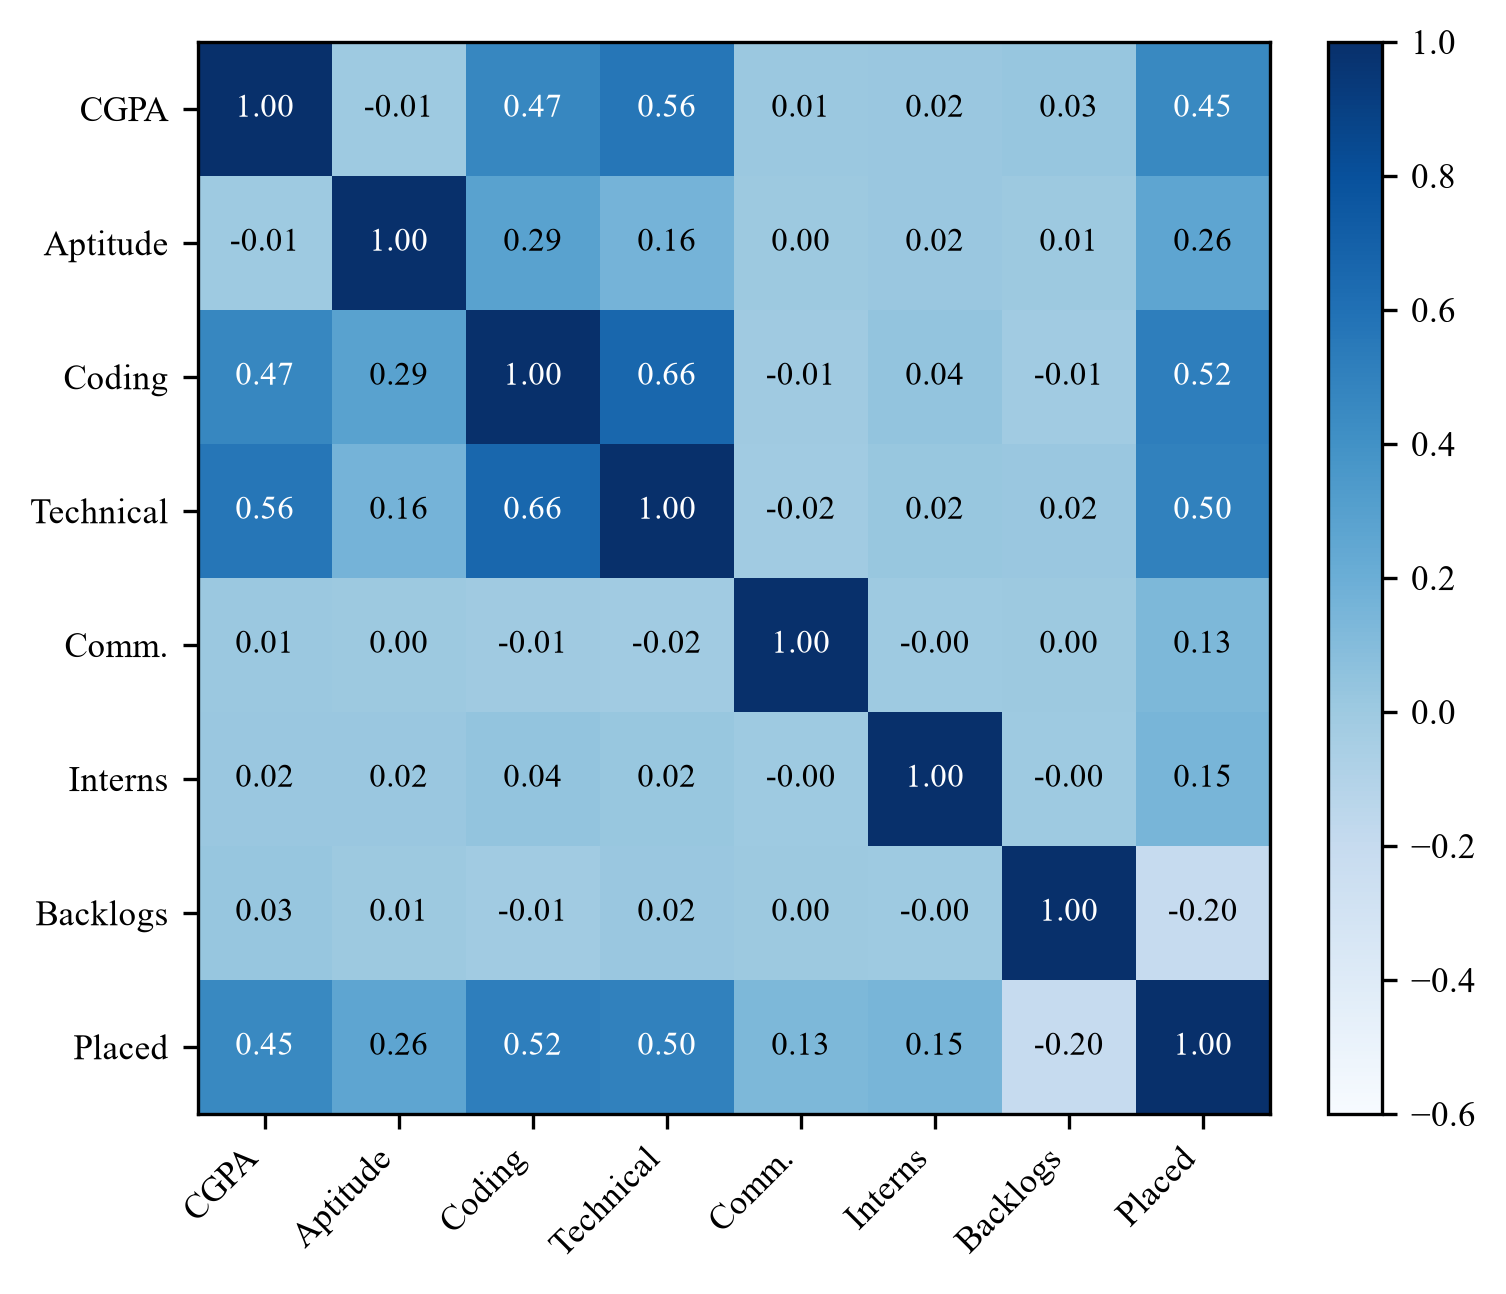 CGPA 1.00 -0.01 0.47 0.56 0.01 0.02 0.03 0.45
Aptitude -0.01 1.00 0.29 0.16 0.00 0.02 0.01 0.26
Coding 0.47 0.29 1.00 0.66 -0.01 0.04 -0.01 0.52
Technical 0.56 0.16 0.66 1.00 -0.02 0.02 0.02 0.50
Comm. 0.01 0.00 -0.01 -0.02 1.00 -0.00 0.00 0.13
Interns 0.02 0.02 0.04 0.02 -0.00 1.00 -0.00 0.15
Backlogs 0.03 0.01 -0.01 0.02 0.00 -0.00 1.00 -0.20
Placed 0.45 0.26 0.52 0.50 0.13 0.15 -0.20 1.00
CGPA Aptitude Coding Technical Comm. Interns Backlogs Placed
1.0
0.8
0.6
0.4
0.2
0.0
−0.2
−0.4
−0.6